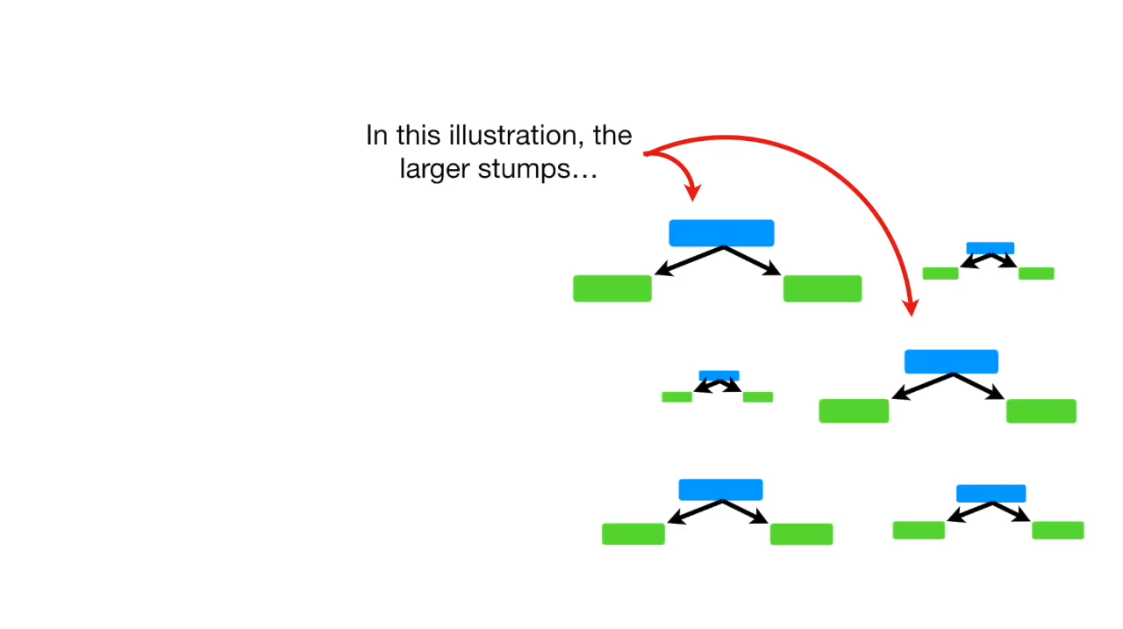 In this illustration, the
larger stumps…